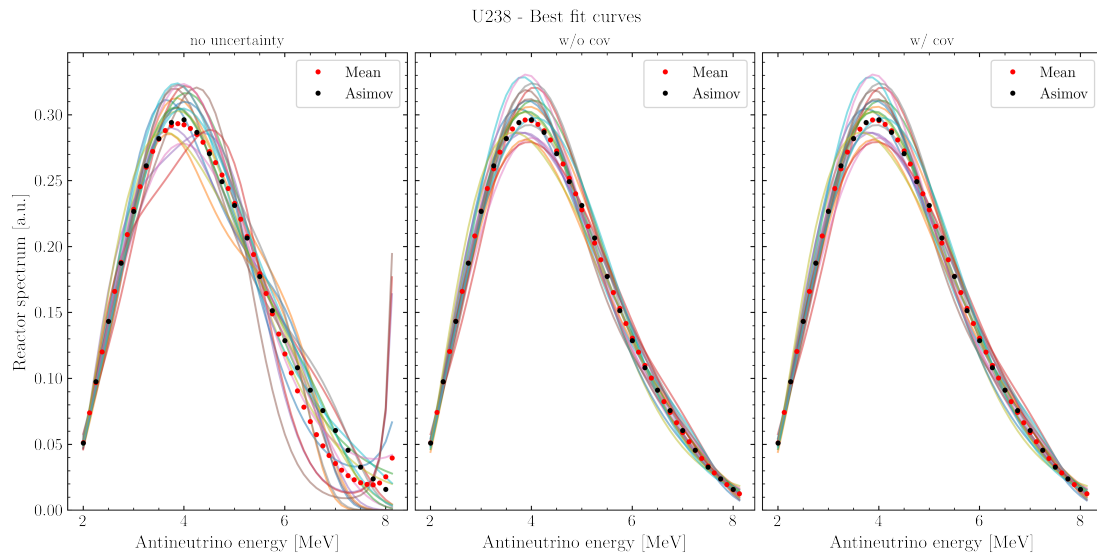 U238 - Best fit curves
no uncertainty
w/o cov
w/ cov
Mean
Asimov
Mean
Asimov
Mean
Asimov
Reactor spectrum [a.u.]
0.30
0.25
0.20
0.15
0.10
0.05
0.00
2 4 6 8
2 4 6 8
2 4 6 8
Antineutrino energy [MeV]
Antineutrino energy [MeV]
Antineutrino energy [MeV]